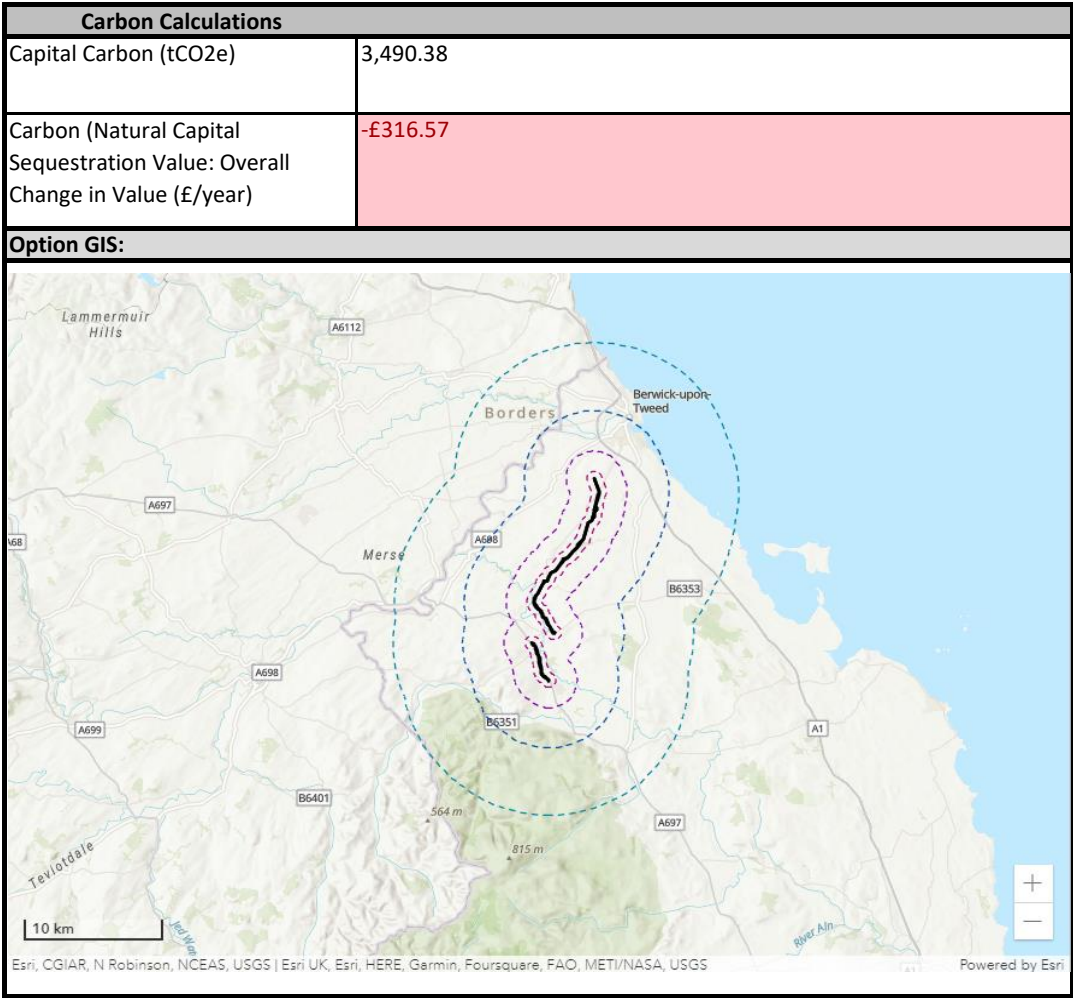 Carbon Calculations
Capital Carbon (tCO2e)
3,490.38
Carbon (Natural Capital
Sequestration Value: Overall
Change in Value (£/year)
-£316.57
Option GIS:
Lammermuir
Hills
A6112
Berwick-upon-
Tweed
Borders
A697
A68
A698
Merse
B6353
A698
B6351
A699
A1
B6401
564 m
A697
815 m
Teviotdale
+
−
10 km
River Aln
Esri, CGIAR, N Robinson, NCEAS, USGS | Esri UK, Esri, HERE, Garmin, Foursquare, FAO, METI/NASA, USGS
Powered by Esri
A1